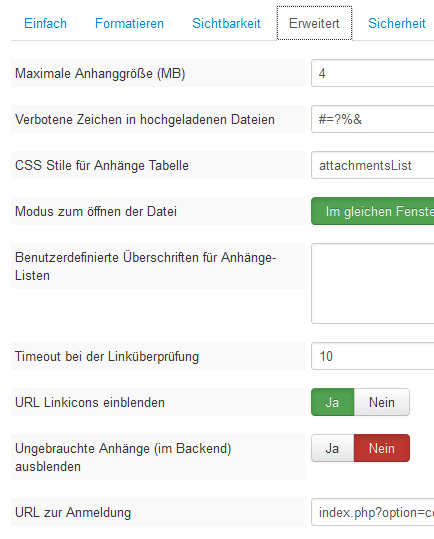 Einfach Formatieren Sichtbarkeit Erweitert Sicherheit
Maximale Anhanggröße (MB) 4
Verbotene Zeichen in hochgeladenen Dateien #=?%&
CSS Stile für Anhänge Tabelle attachmentsList
Modus zum öffnen der Datei Im gleichen Fenste
Benutzerdefinierte Überschriften für Anhänge-
Listen
Timeout bei der Linküberprüfung 10
URL Linkicons einblenden Ja Nein
Ungebrauchte Anhänge (im Backend) Ja Nein
ausblenden
URL zur Anmeldung index.php?option=c